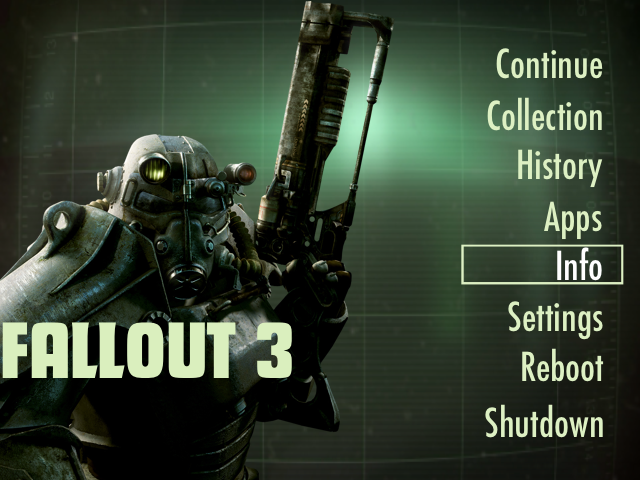 Continue
Collection
History
Apps
Info
FALLOUT 3
Settings
Reboot
Shutdown